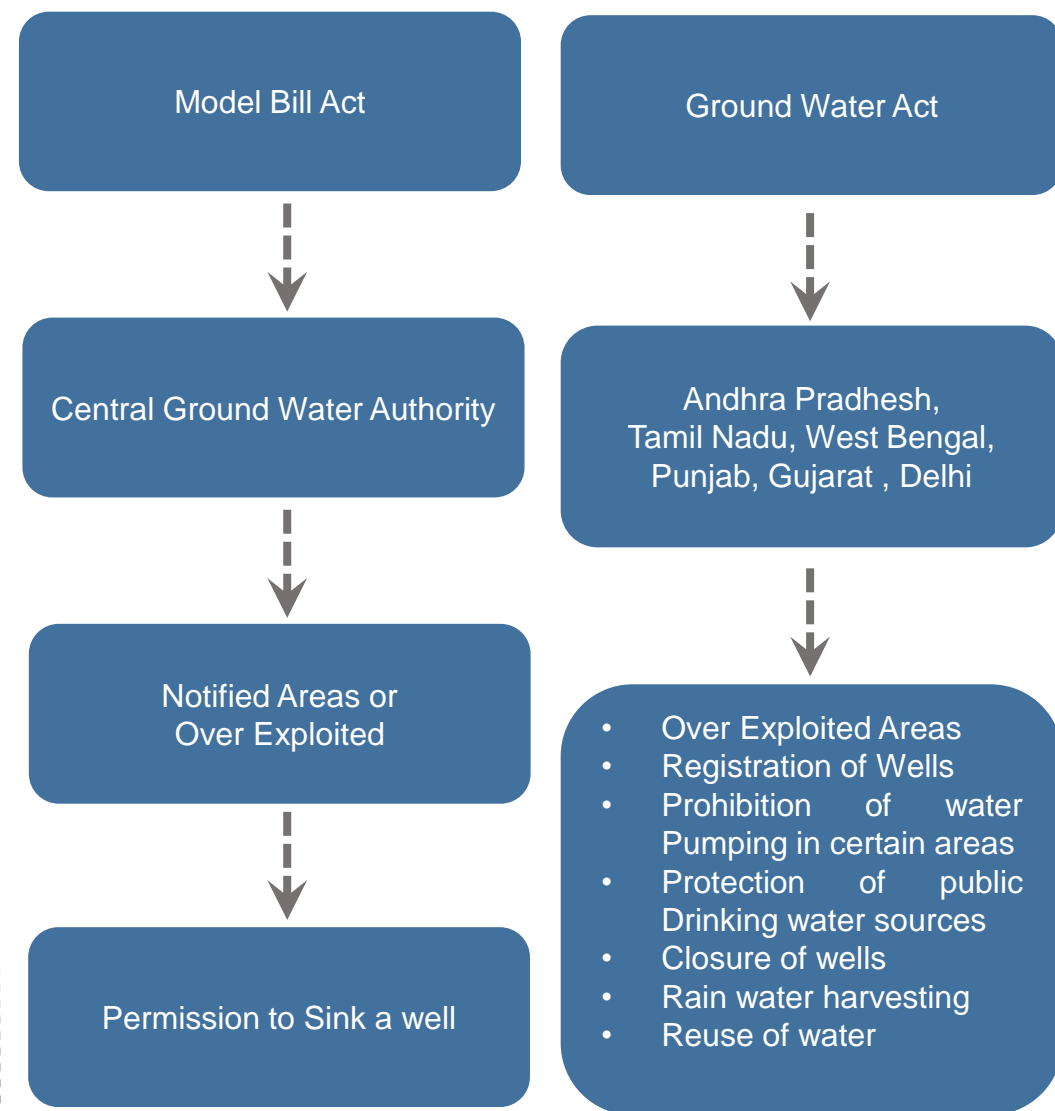 Model Bill Act
Central Ground Water Authority
Notified Areas or
Over Exploited
Permission to Sink a well
Ground Water Act
Andhra Pradhesh,
Tamil Nadu, West Bengal,
Punjab, Gujarat , Delhi
• Over Exploited Areas
• Registration of Wells
• Prohibition of water
Pumping in certain areas
• Protection of public
Drinking water sources
• Closure of wells
• Rain water harvesting
• Reuse of water